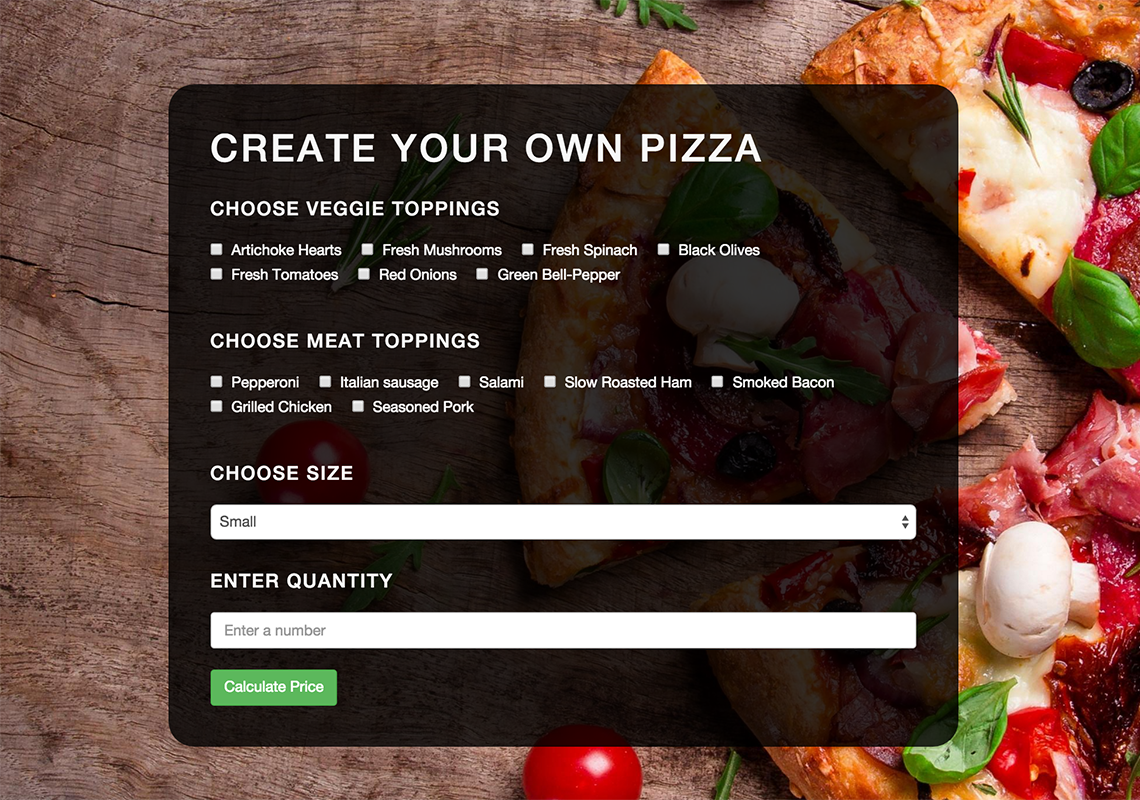 CREATE YOUR OWN PIZZA
CHOOSE VEGGIE TOPPINGS
Artichoke Hearts Fresh Mushrooms Fresh Spinach Black Olives
Fresh Tomatoes Red Onions Green Bell-Pepper
CHOOSE MEAT TOPPINGS
Pepperoni Italian sausage Salami Slow Roasted Ham Smoked Bacon
Grilled Chicken Seasoned Pork
CHOOSE SIZE
Small
ENTER QUANTITY
Enter a number
Calculate Price